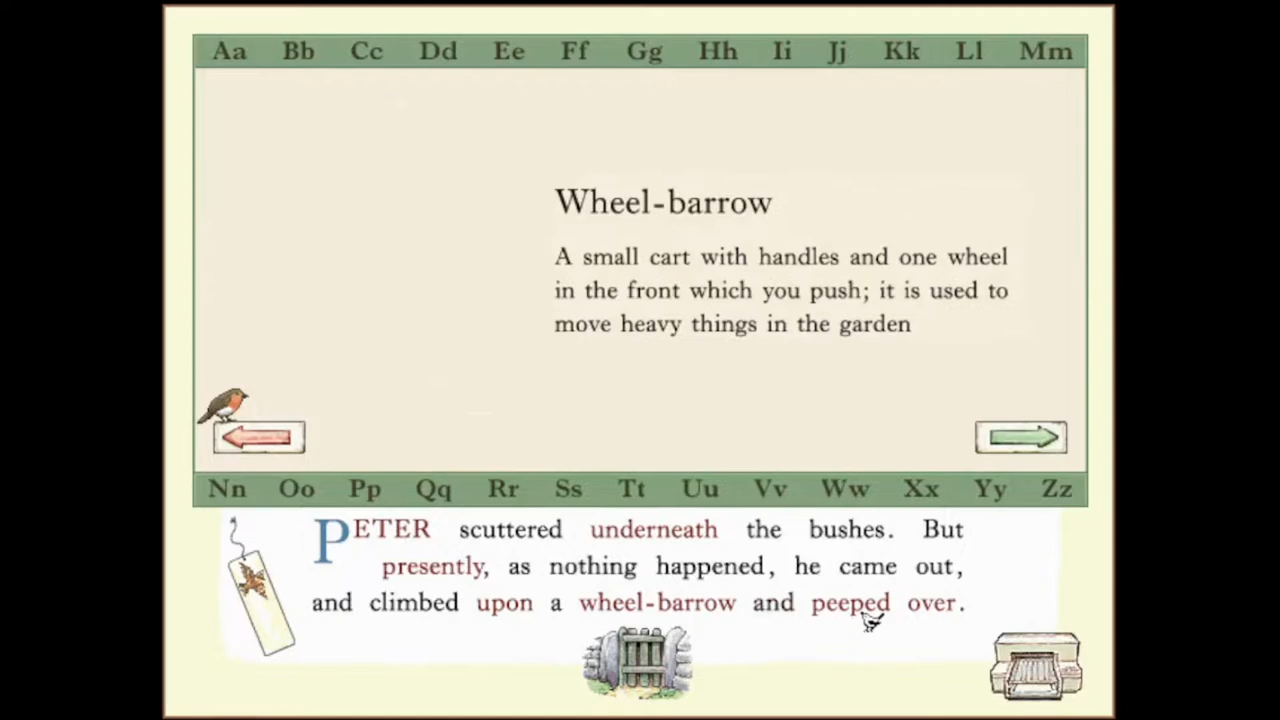 Aa Bb Cc Dd Ee Ff Gg Hh Ii Jj Kk Ll Mm
Wheel-barrow
A small cart with handles and one wheel
in the front which you push; it is used to
move heavy things in the garden
Nn Oo Pp Qq Rr Ss Tt Uu Vv Ww Xx Yy Zz
PETER scuttered underneath the bushes. But
presently, as nothing happened, he came out,
and climbed upon a wheel-barrow and peeped over.